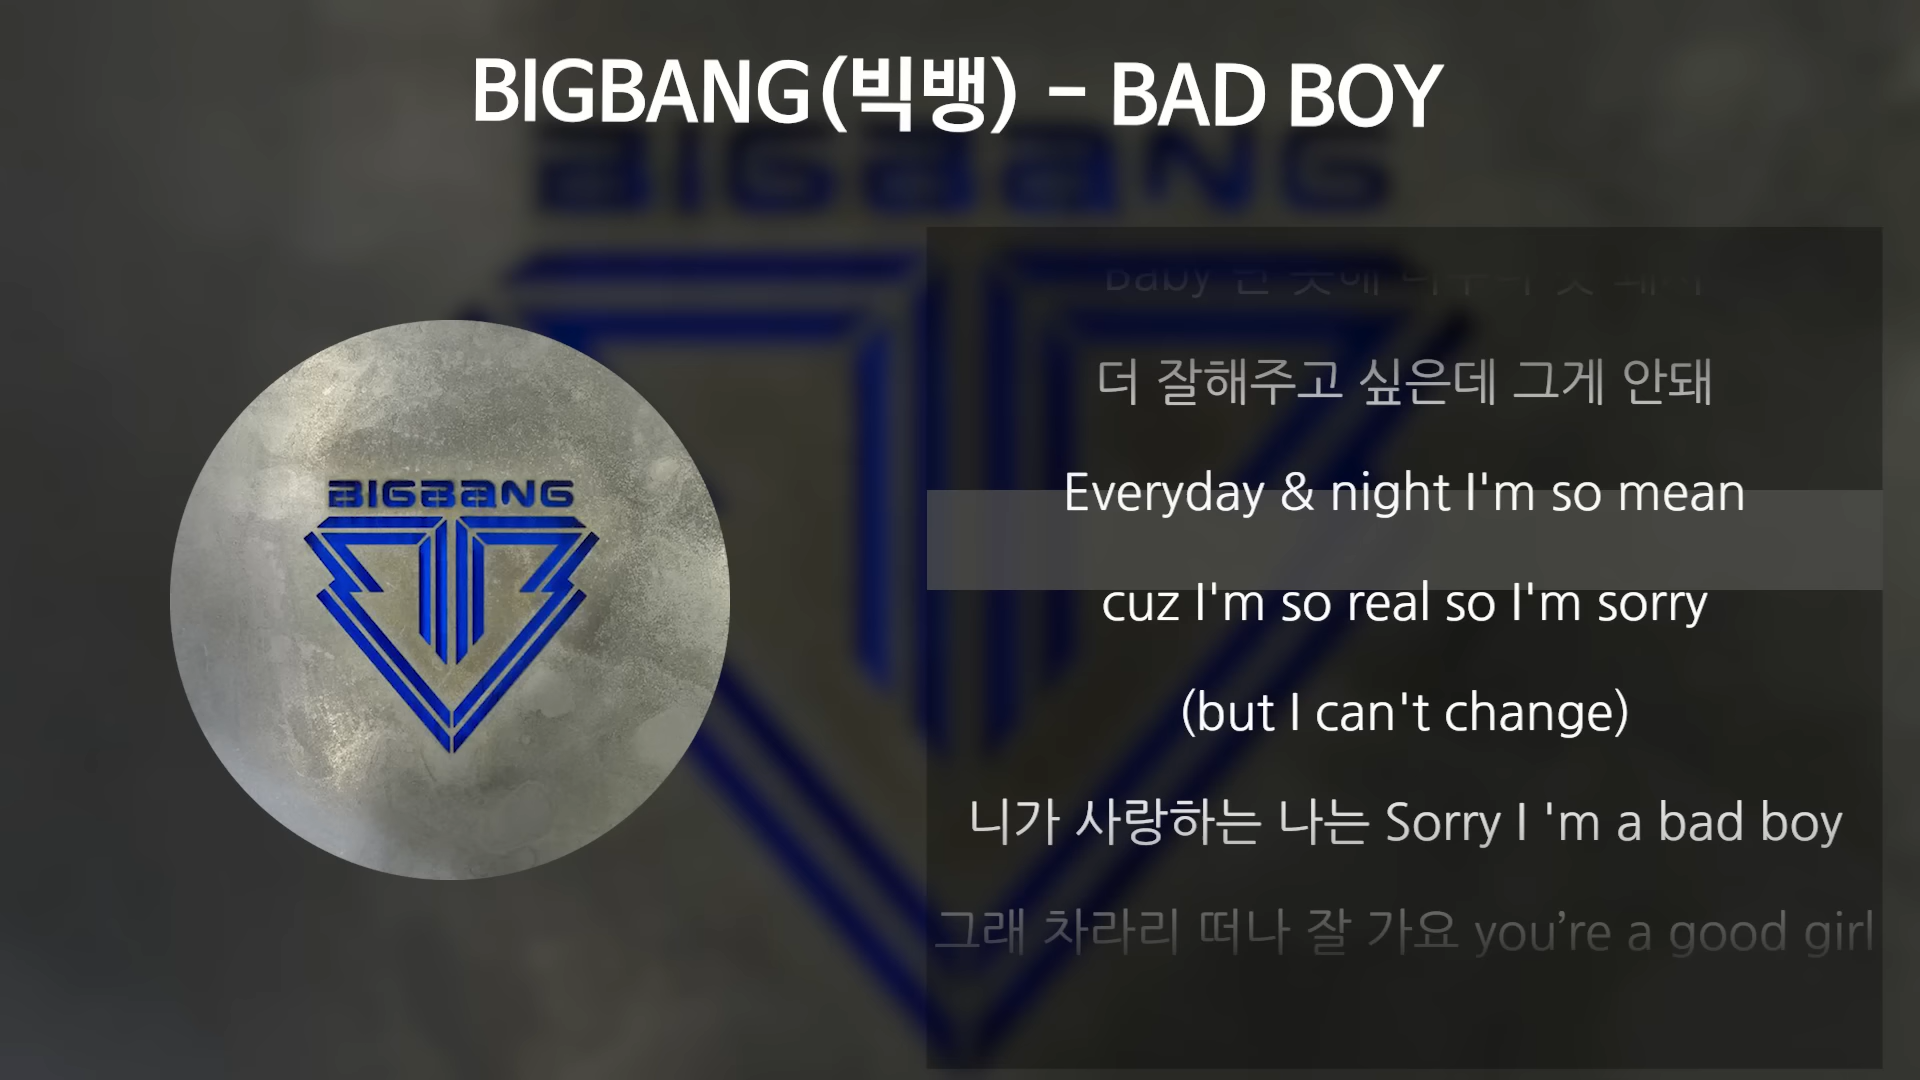 BIGBANG(빅뱅) - BAD BOY
BIGBANG
BIGBANG
Baby
더 잘해주고 싶은데 그게 안돼
Everyday & night I'm so mean
cuz I'm so real so I'm sorry
(but I can't change)
니가 사랑하는 나는 Sorry I 'm a bad boy
그래 차라리 떠나 잘 가요 you’re a good girl